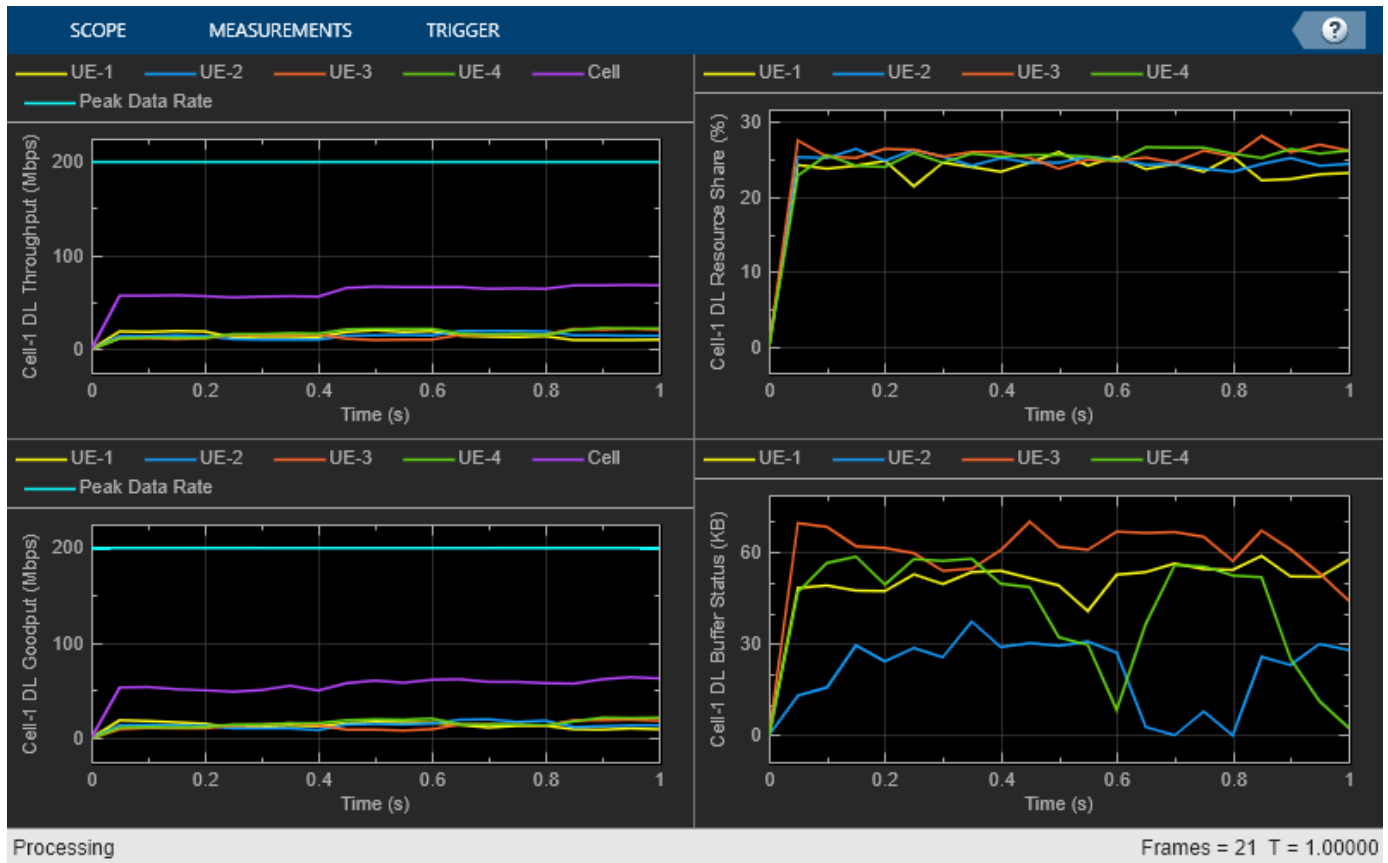 SCOPE MEASUREMENTS TRIGGER ?
UE-1 UE-2 UE-3 UE-4 Cell
Peak Data Rate
Cell-1 DL Throughput (Mbps)
200
100
0
0 0.2 0.4 0.6 0.8 1
Time (s)
UE-1 UE-2 UE-3 UE-4
Cell-1 DL Resource Share (%)
30
20
10
0
0 0.2 0.4 0.6 0.8 1
Time (s)
UE-1 UE-2 UE-3 UE-4 Cell
Peak Data Rate
Cell-1 DL Goodput (Mbps)
200
100
0
0 0.2 0.4 0.6 0.8 1
Time (s)
UE-1 UE-2 UE-3 UE-4
Cell-1 DL Buffer Status (KB)
60
30
0
0 0.2 0.4 0.6 0.8 1
Time (s)
Processing Frames = 21 T = 1.00000